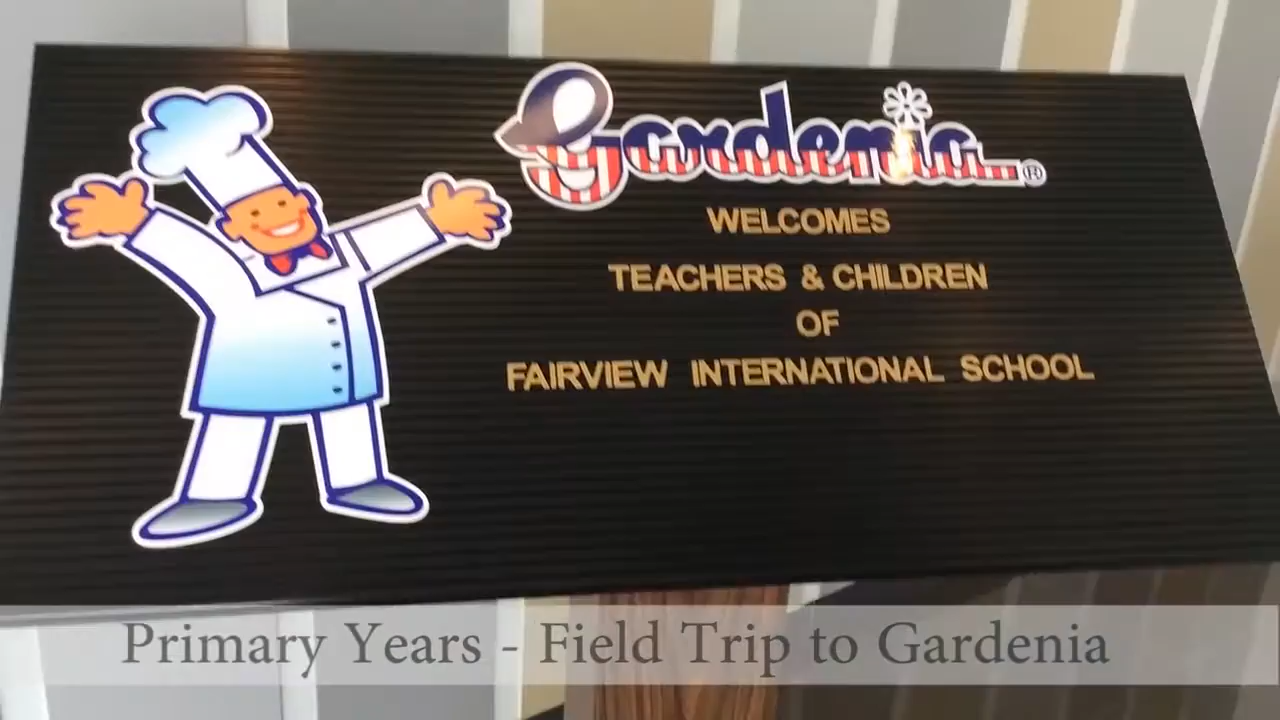 Gardenia ®
WELCOMES
TEACHERS & CHILDREN
OF
FAIRVIEW INTERNATIONAL SCHOOL
Primary Years - Field Trip to Gardenia